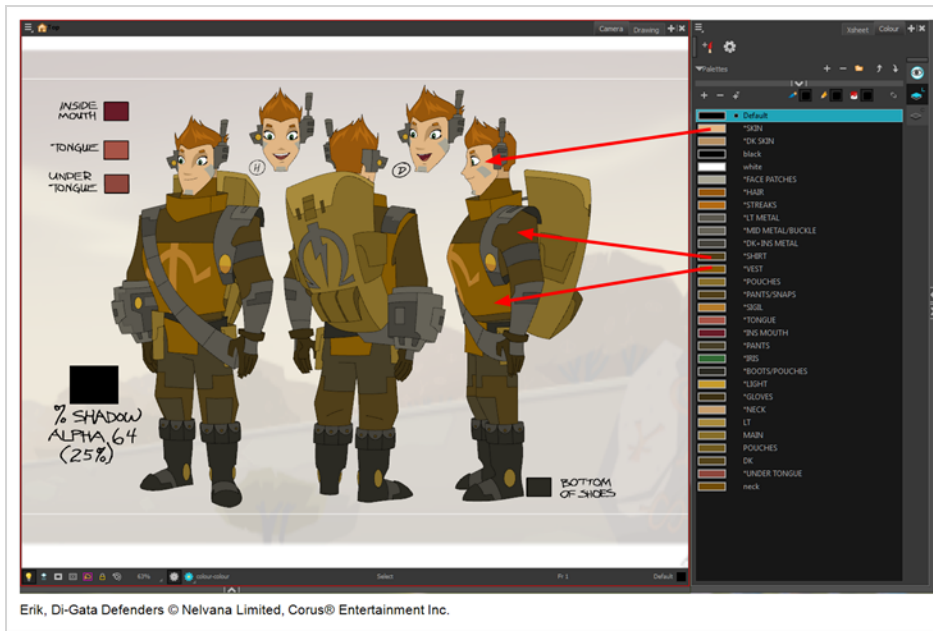 Top
Camera
Drawing
Xsheet
Colour
Palettes
INSIDE
MOUTH
TONGUE
UNDER
TONGUE
H
D
% SHADOW
ALPHA, 64
(25%)
BOTTOM
OF SHOES
Default
*SKIN
*DK SKIN
black
white
*FACE PATCHES
*HAIR
*STREAKS
*LT METAL
*MID METAL/BUCKLE
*DK+INS METAL
*SHIRT
*VEST
*POUCHES
*PANTS/SNAPS
*SIGIL
*TONGUE
*INS MOUTH
*PANTS
*IRIS
*BOOTS/POUCHES
*LIGHT
*GLOVES
*NECK
LT
MAIN
POUCHES
DK
*UNDER TONGUE
neck
63%
colour-colour
Select
Fr 1
Default
Erik, Di-Gata Defenders © Nelvana Limited, Corus® Entertainment Inc.